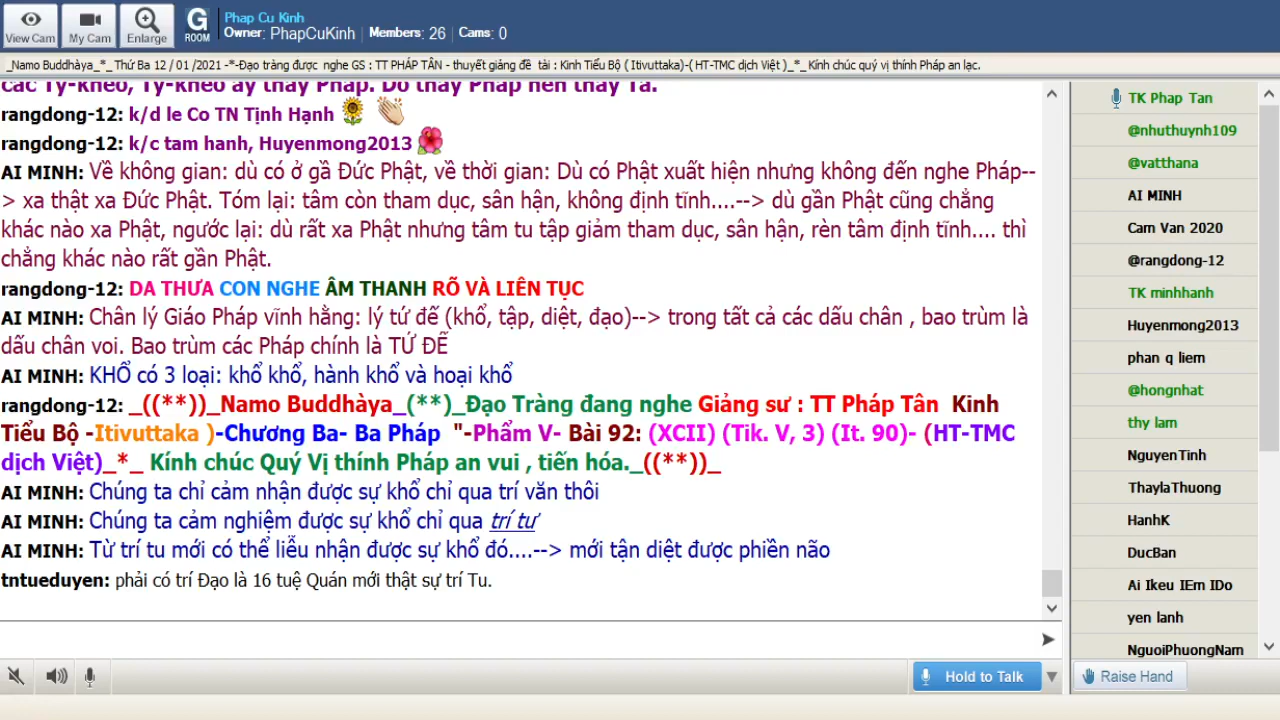 View Cam
My Cam
Enlarge
G
ROOM
Phap Cu Kinh
Owner: PhapCuKinh | Members: 26 | Cams: 0
_Namo Buddhàya_*_ Thứ Ba 12 / 01 /2021 -*-Đạo tràng được nghe GS : TT PHÁP TÂN - thuyết giảng đề tài : Kinh Tiểu Bộ ( Itivuttaka)-( HT-TMC dịch Việt )_*_ Kính chúc quý vị thính Pháp an lạc.
các Tỷ-kheo, Tỷ-kheo ấy thấy Pháp. Do thấy Pháp nên thấy Ta.
rangdong-12: k/d le Co TN Tịnh Hạnh
rangdong-12: k/c tam hanh, Huyenmong2013
AI MINH: Về không gian: dù có ở gầ Đức Phật, về thời gian: Dù có Phật xuất hiện nhưng không đến nghe Pháp--
> xa thật xa Đức Phật. Tóm lại: tâm còn tham dục, sân hận, không định tĩnh....--> dù gần Phật cũng chẳng
khác nào xa Phật, ngước lại: dù rất xa Phật nhưng tâm tu tập giảm tham dục, sân hận, rèn tâm định tĩnh.... thì
chẳng khác nào rất gần Phật.
rangdong-12: DA THƯA CON NGHE ÂM THANH RÕ VÀ LIÊN TỤC
AI MINH: Chân lý Giáo Pháp vĩnh hằng: lý tứ đế (khổ, tập, diệt, đạo)--> trong tất cả các dấu chân , bao trùm là
dấu chân voi. Bao trùm các Pháp chính là TỨ ĐẾ
AI MINH: KHỔ có 3 loại: khổ khổ, hành khổ và hoại khổ
rangdong-12: _((**))_Namo Buddhàya_(**)_Đạo Tràng đang nghe Giảng sư : TT Pháp Tân Kinh
Tiểu Bộ -Itivuttaka )-Chương Ba- Ba Pháp "-Phẩm V- Bài 92: (XCII) (Tik. V, 3) (It. 90)- (HT-TMC
dịch Việt)_*_ Kính chúc Quý Vị thính Pháp an vui , tiến hóa._((**))_
AI MINH: Chúng ta chỉ cảm nhận được sự khổ chỉ qua trí văn thôi
AI MINH: Chúng ta cảm nghiệm được sự khổ chỉ qua trí tư
AI MINH: Từ trí tu mới có thể liễu nhận được sự khổ đó....--> mới tận diệt được phiền não
tntueduyen: phải có trí Đạo là 16 tuệ Quán mới thật sự trí Tu.
Hold to Talk
TK Phap Tan
@nhuthuynh109
@vatthana
AI MINH
Cam Van 2020
@rangdong-12
TK minhhanh
Huyenmong2013
phan q liem
@hongnhat
thy lam
NguyenTinh
ThaylaThuong
HanhK
DucBan
Ai Ikeu IEm IDo
yen lanh
NguoiPhuongNam
Raise Hand